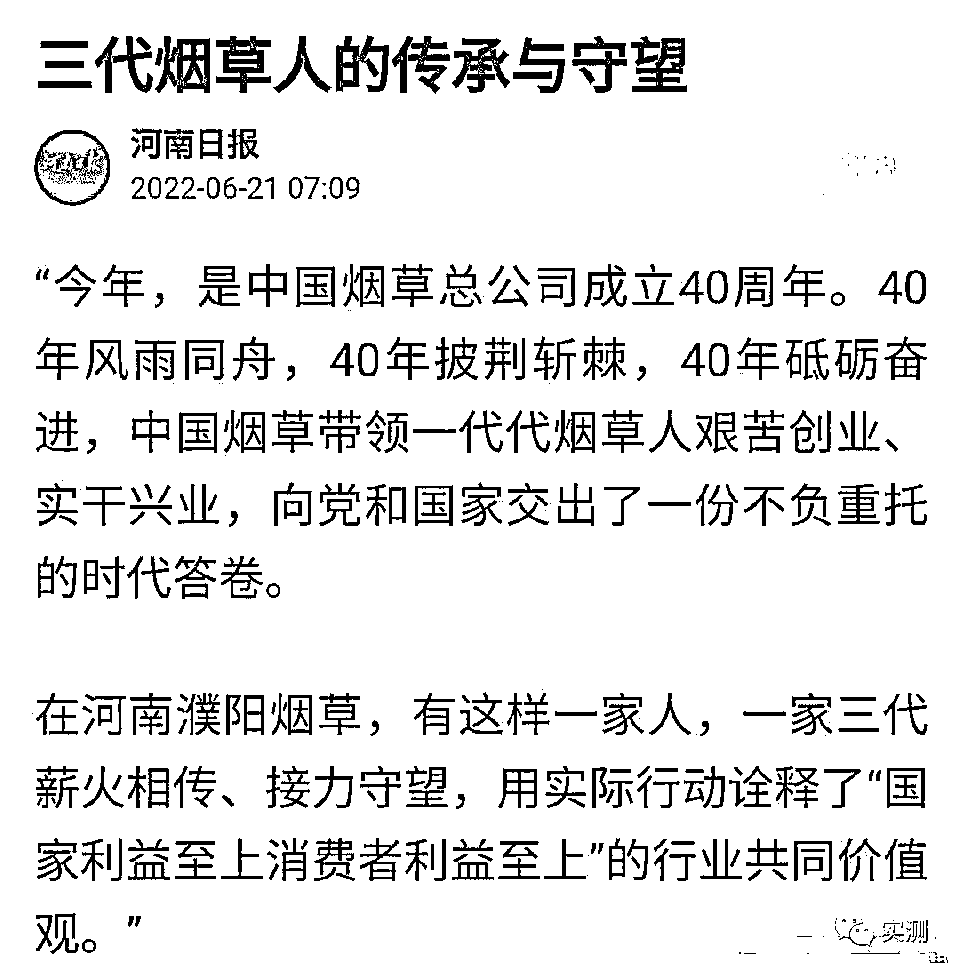 三代烟草人的传承与守望
河南日报
2022-06-21 07:09
“今年，是中国烟草总公司成立40周年。40
年风雨同舟，40年披荆斩棘，40年砥砺奋
进，中国烟草带领一代代烟草人艰苦创业、
实干兴业，向党和国家交出了一份不负重托
的时代答卷。
在河南濮阳烟草，有这样一家人，一家三代
薪火相传、接力守望，用实际行动诠释了“国
家利益至上消费者利益至上”的行业共同价值
观。”
实测